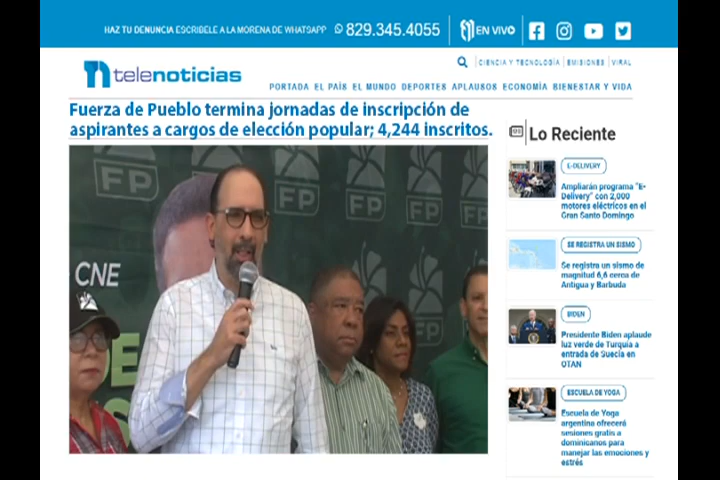 HAZ TU DENUNCIA ESCRIBELE A LA MORENA DE WHATSAPP 829.345.4055 EN VIVO
telenoticias
CIENCIA Y TECNOLOGÍA EMISIONES VIRAL
PORTADA EL PAÍS EL MUNDO DEPORTES APLAUSOS ECONOMÍA BIENESTAR Y VIDA
Fuerza de Pueblo termina jornadas de inscripción de
aspirantes a cargos de elección popular; 4,244 inscritos.
FP
FP
FP
FP
CNE
DE
Lo Reciente
E-DELIVERY
Ampliarán programa "E-
Delivery" con 2,000
motores eléctricos en el
Gran Santo Domingo
SE REGISTRA UN SISMO
Se registra un sismo de
magnitud 6,6 cerca de
Antigua y Barbuda
BIDEN
Presidente Biden aplaude
luz verde de Turquía a
entrada de Suecia en
OTAN
ESCUELA DE YOGA
Escuela de Yoga
argentina ofrecerá
sesiones gratis a
dominicanos para
manejar las emociones y
estrés